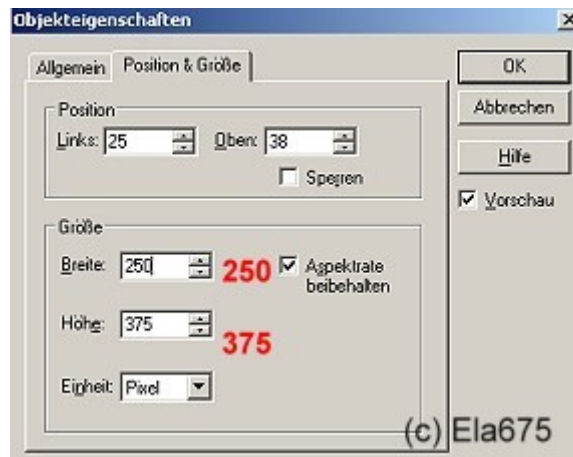 Objekteigenschaften
Allgemein Position & Größe
Position
Links: 25 Oben: 38
Sperren
Größe
Breite: 250 250 Aspektrate
beibehalten
Höhe: 375 375
Einheit: Pixel
OK
Abbrechen
Hilfe
Vorschau
(c) Ela675